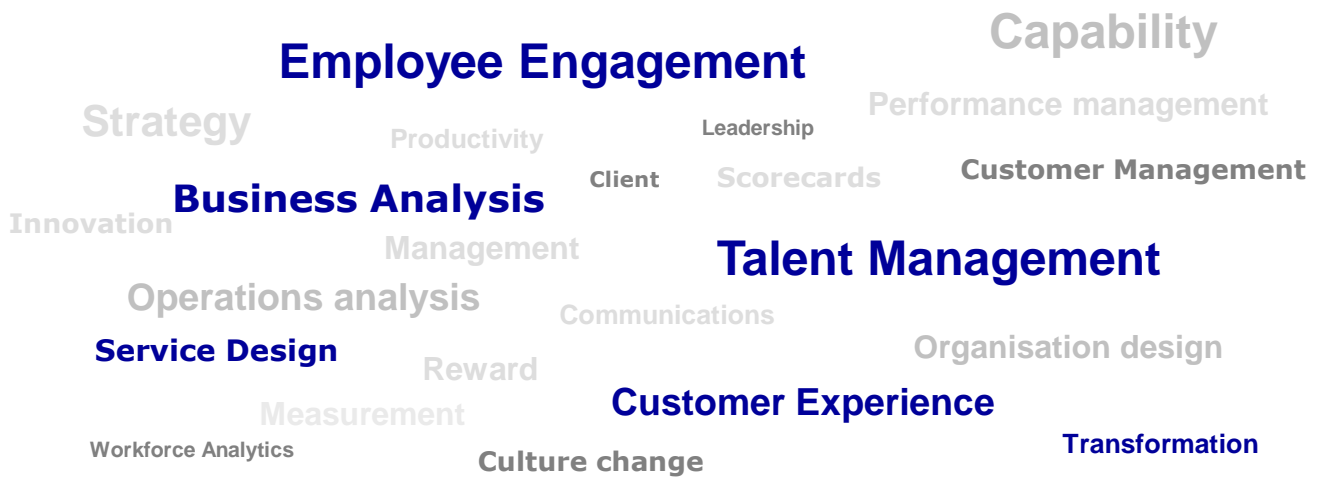 Capability
Employee Engagement
Performance management
Strategy
Productivity
Leadership
Client
Scorecards
Customer Management
Business Analysis
Innovation
Management
Talent Management
Operations analysis
Communications
Service Design
Organisation design
Reward
Customer Experience
Measurement
Workforce Analytics
Culture change
Transformation